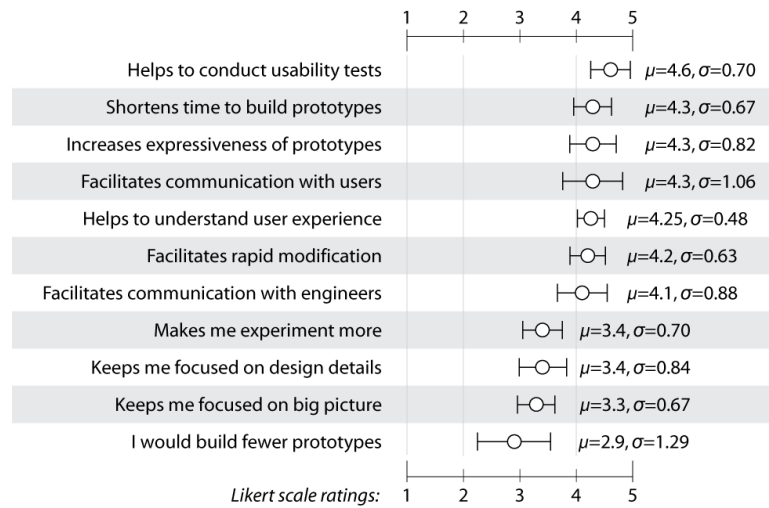 1 2 3 4 5
Helps to conduct usability tests μ=4.6, σ=0.70
Shortens time to build prototypes μ=4.3, σ=0.67
Increases expressiveness of prototypes μ=4.3, σ=0.82
Facilitates communication with users μ=4.3, σ=1.06
Helps to understand user experience μ=4.25, σ=0.48
Facilitates rapid modification μ=4.2, σ=0.63
Facilitates communication with engineers μ=4.1, σ=0.88
Makes me experiment more μ=3.4, σ=0.70
Keeps me focused on design details μ=3.4, σ=0.84
Keeps me focused on big picture μ=3.3, σ=0.67
I would build fewer prototypes μ=2.9, σ=1.29
Likert scale ratings: 1 2 3 4 5